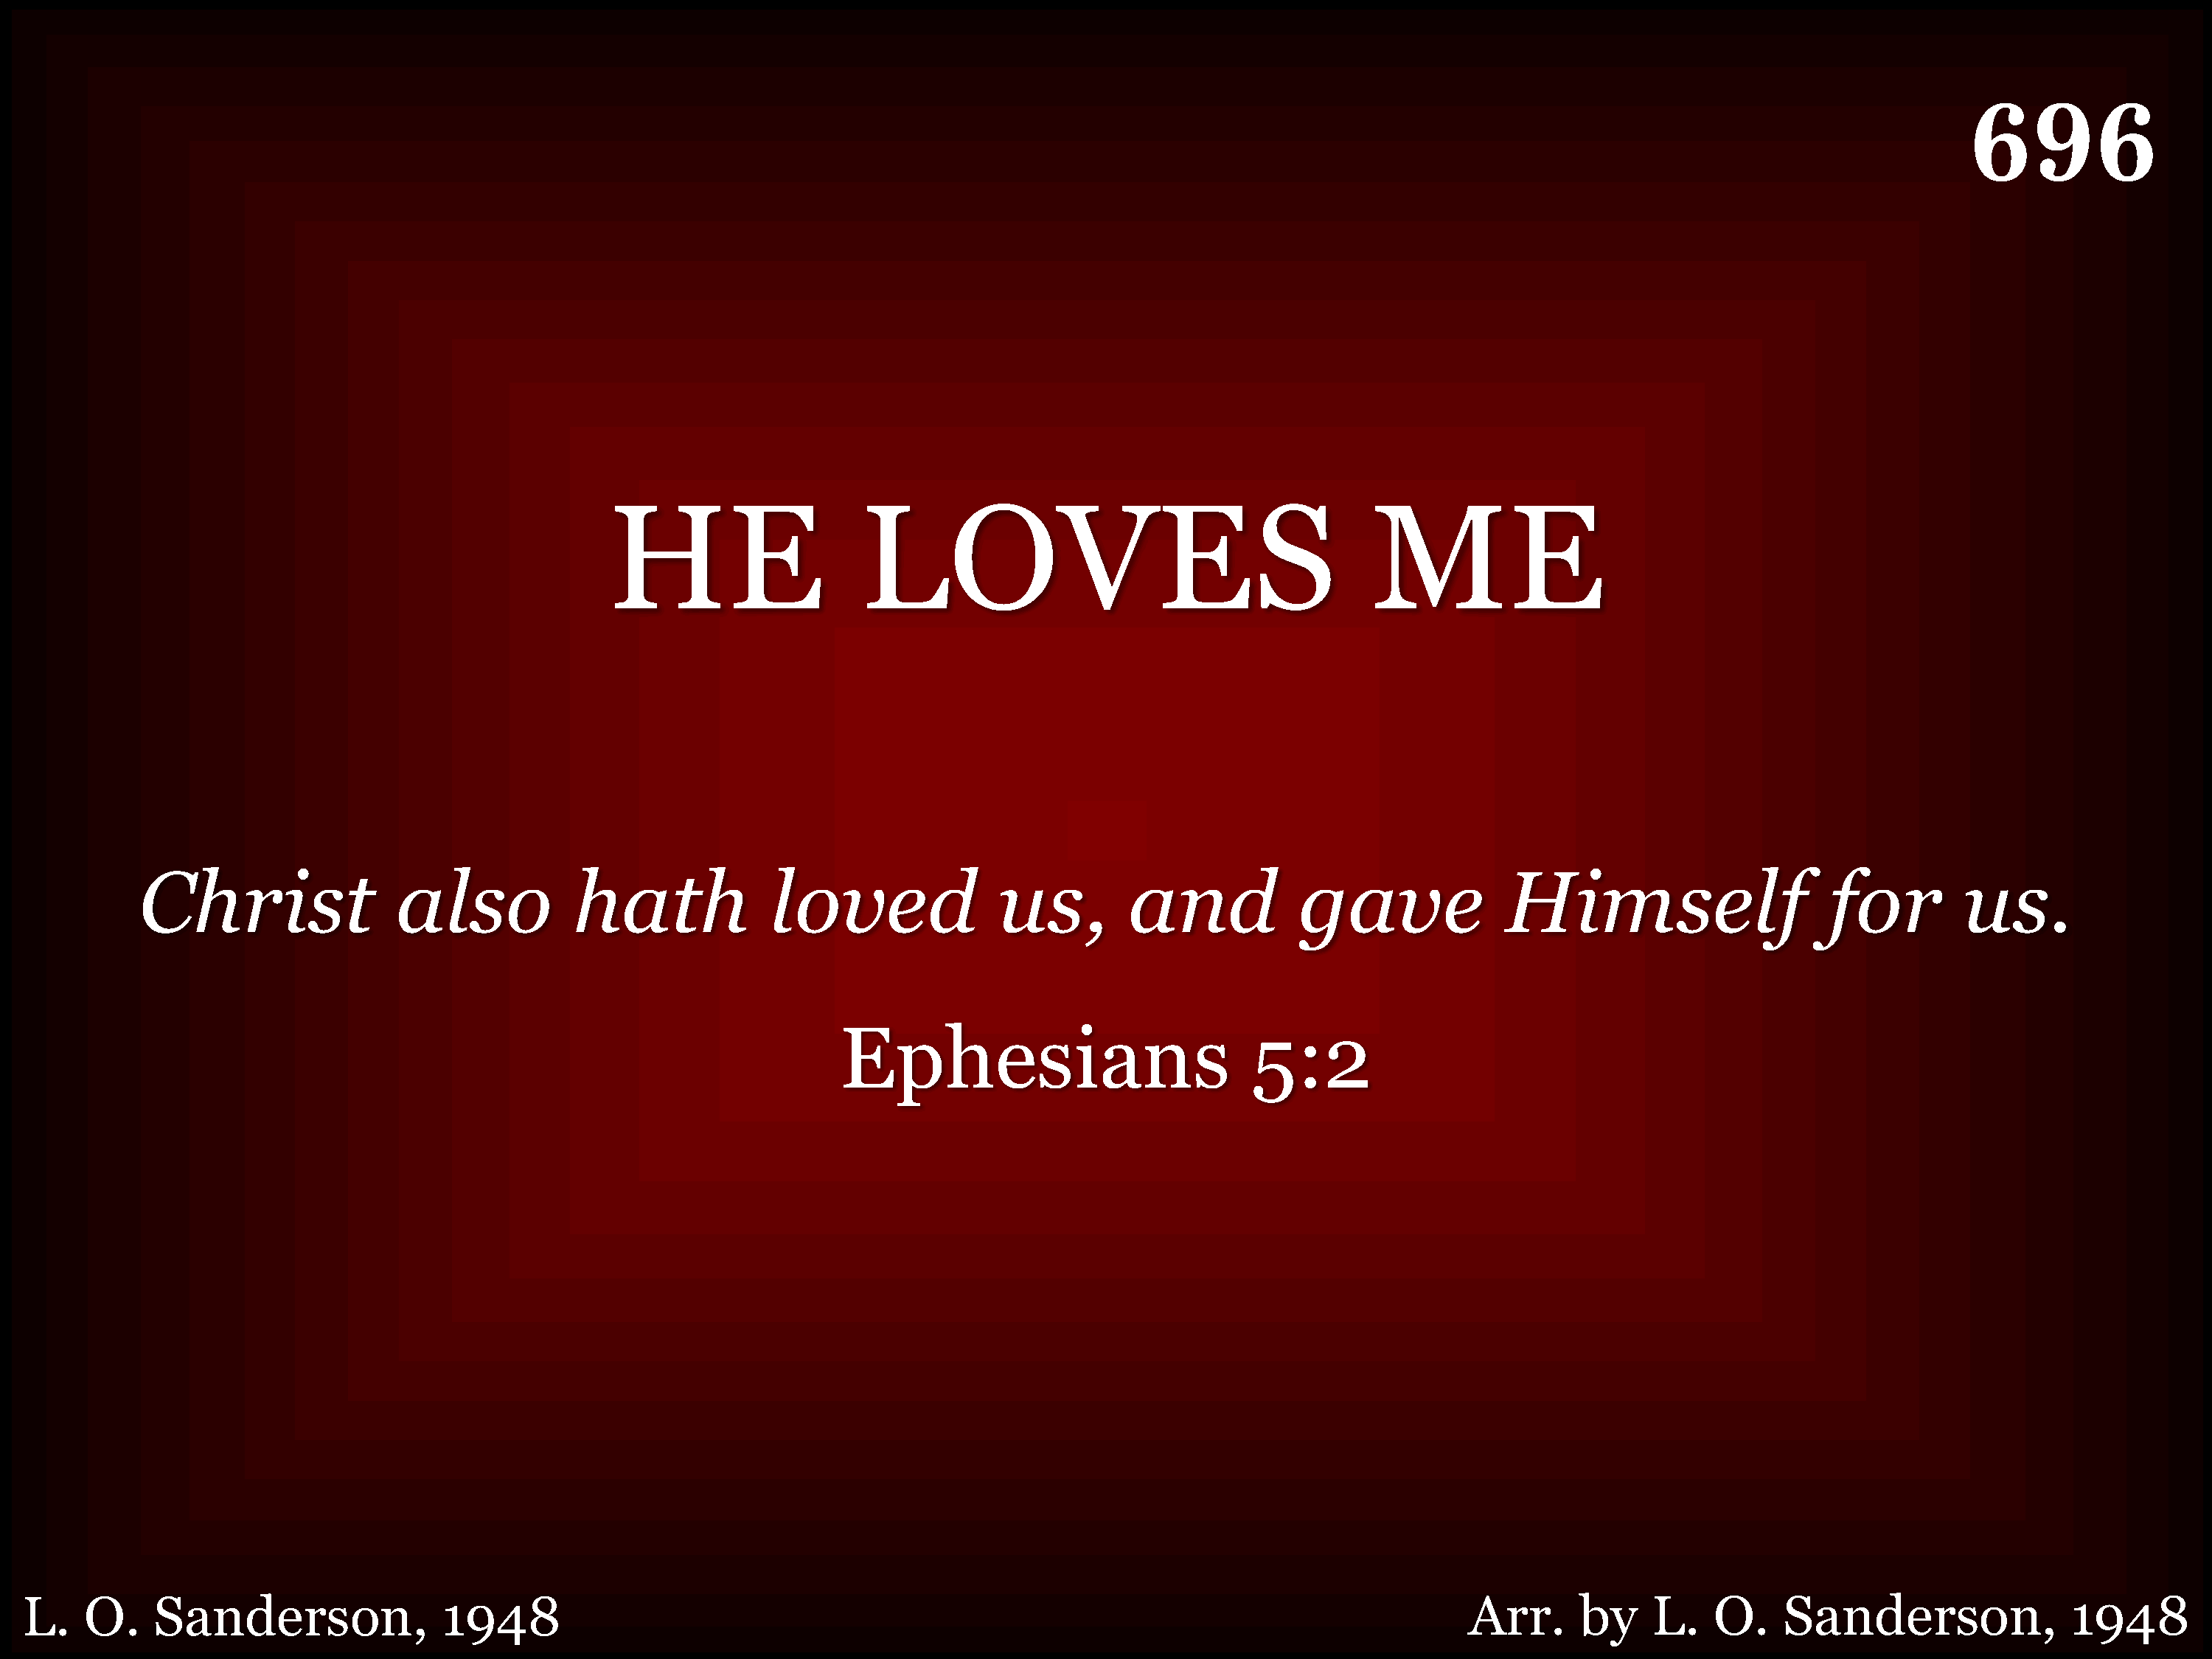 696
HE LOVES ME
Christ also hath loved us, and gave Himself for us.
Ephesians 5:2
L. O. Sanderson, 1948
Arr. by L. O. Sanderson, 1948